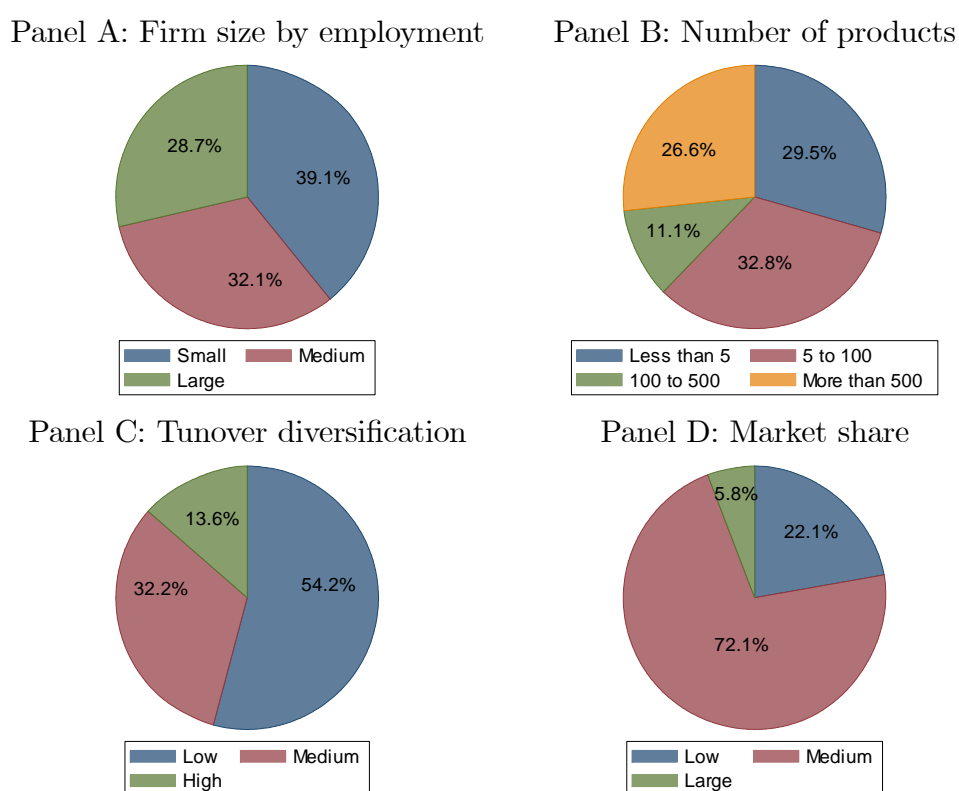 Panel A: Firm size by employment
28.7%
39.1%
32.1%
Small Medium
Large
Panel B: Number of products
26.6%
29.5%
11.1%
32.8%
Less than 5 5 to 100
100 to 500 More than 500
Panel C: Tunover diversification
13.6%
32.2%
54.2%
Low Medium
High
Panel D: Market share
5.8%
22.1%
72.1%
Low Medium
Large